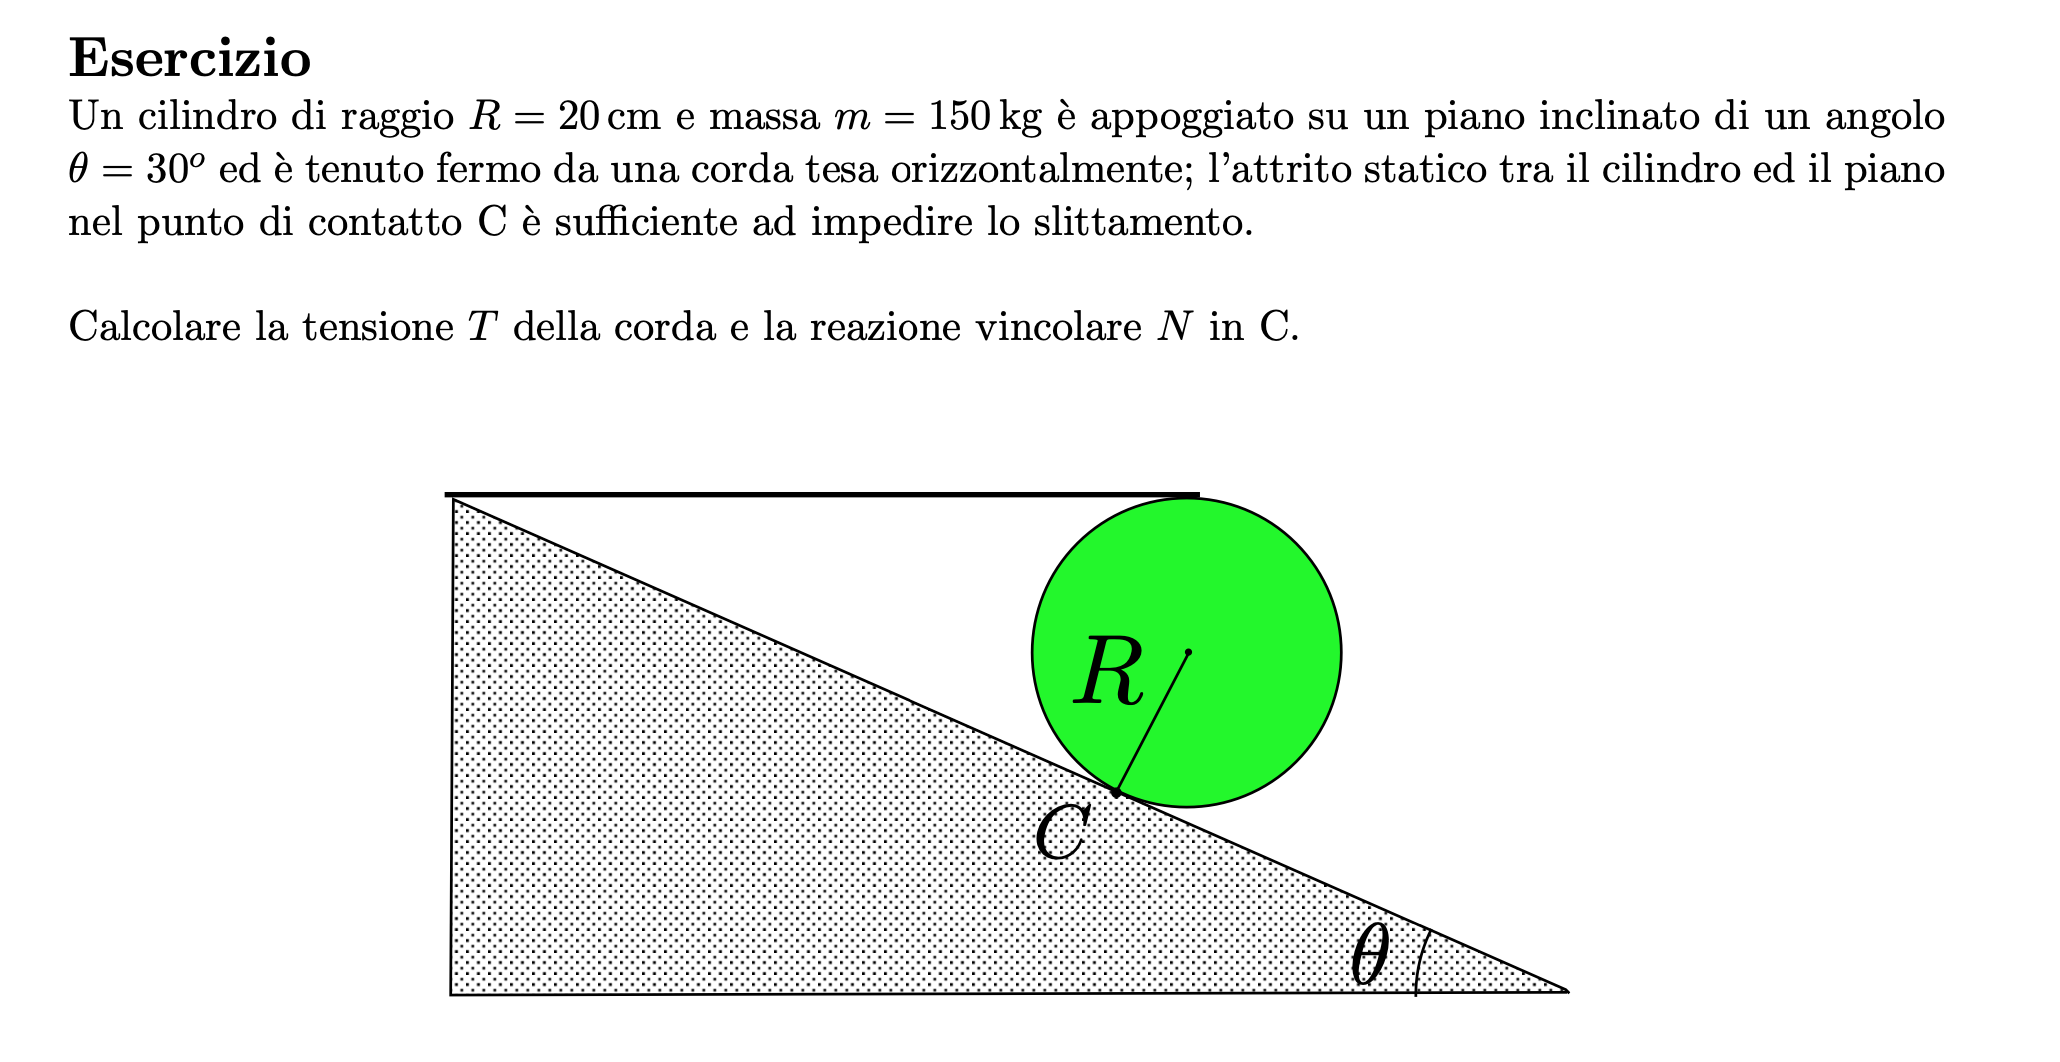 Esercizio
Un cilindro di raggio R = 20 cm e massa m = 150 kg è appoggiato su un piano inclinato di un angolo
θ = 30º ed è tenuto fermo da una corda tesa orizzontalmente; l'attrito statico tra il cilindro ed il piano
nel punto di contatto C è sufficiente ad impedire lo slittamento.
Calcolare la tensione T della corda e la reazione vincolare N in C.
R
C
θ